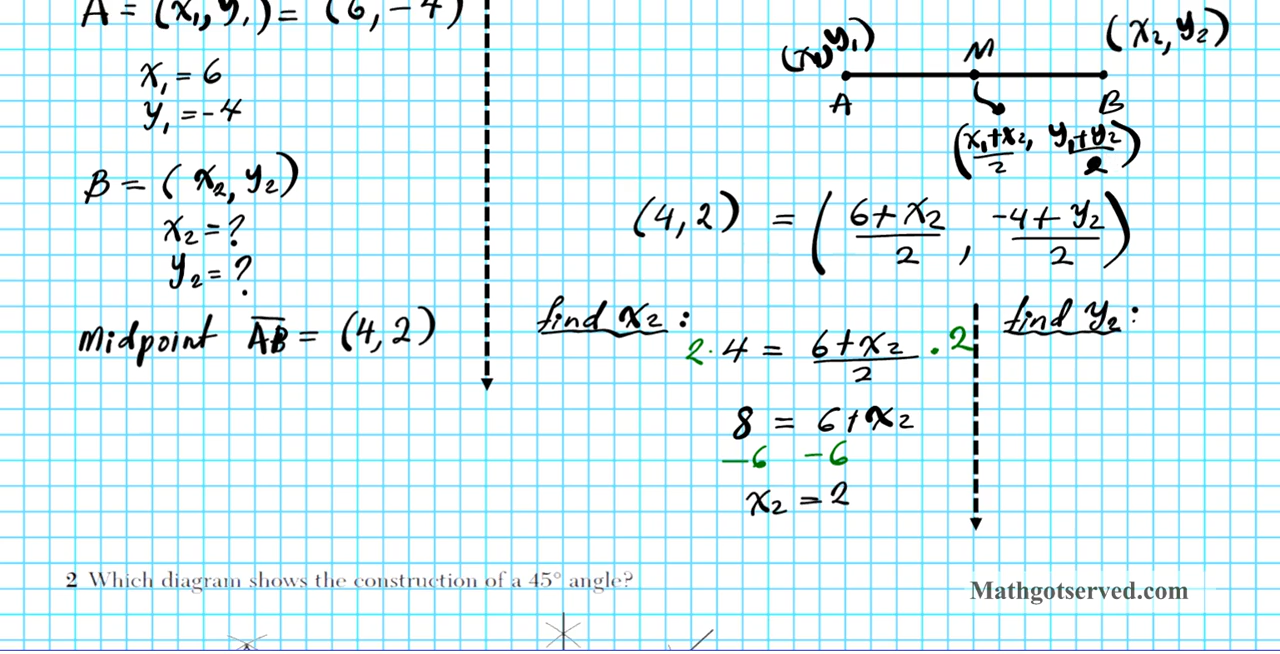 A = (x₁, y₁) = (6, -4)
x₁ = 6
y₁ = -4
B = (x₂, y₂)
x₂ = ?
y₂ = ?
Midpoint A̅B̅ = (4, 2)
(x₁, y₁)
M
(x₂, y₂)
A
B
(x₁+x₂/2, y₁+y₂/2)
(4, 2) = (6+x₂/2, -4+y₂/2)
find x₂:
2·4 = 6+x₂/2 ·2
8 = 6+x₂
-6 -6
x₂ = 2
find y₂:
2 Which diagram shows the construction of a 45° angle?
Mathgotserved.com